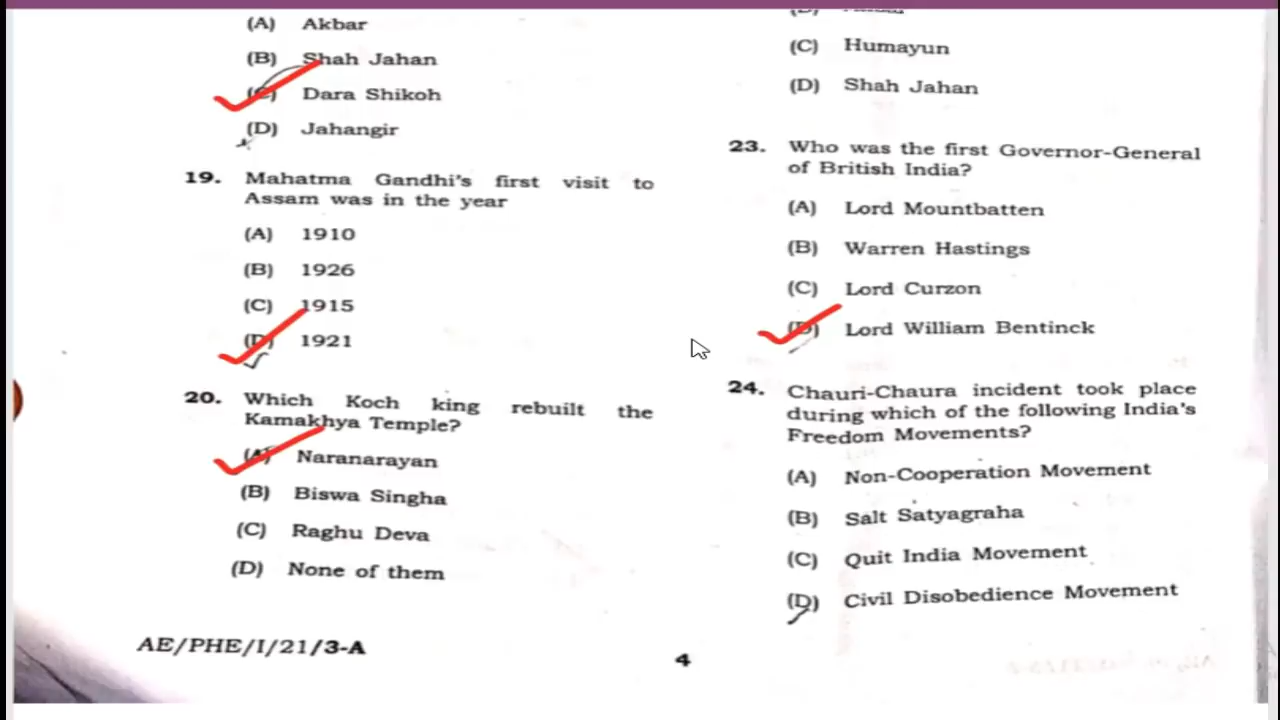 (A) Akbar
(B) Shah Jahan
(C) Dara Shikoh
(D) Jahangir
19. Mahatma Gandhi's first visit to
Assam was in the year
(A) 1910
(B) 1926
(C) 1915
(D) 1921
20. Which Koch king rebuilt the
Kamakhya Temple?
(A) Naranarayan
(B) Biswa Singha
(C) Raghu Deva
(D) None of them
AE/PHE/I/21/3-A
(C) Humayun
(D) Shah Jahan
23. Who was the first Governor-General
of British India?
(A) Lord Mountbatten
(B) Warren Hastings
(C) Lord Curzon
(D) Lord William Bentinck
24. Chauri-Chaura incident took place
during which of the following India's
Freedom Movements?
(A) Non-Cooperation Movement
(B) Salt Satyagraha
(C) Quit India Movement
(D) Civil Disobedience Movement
4